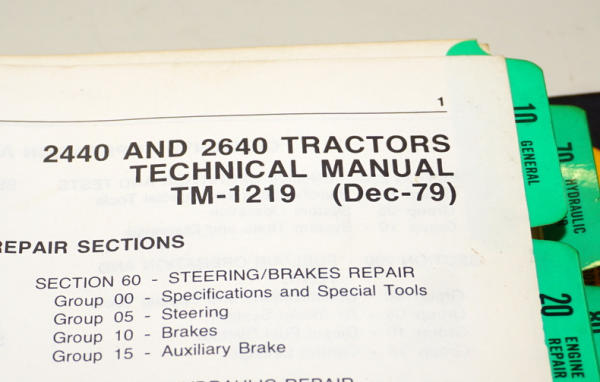 1
2440 AND 2640 TRACTORS
TECHNICAL MANUAL
TM-1219 (Dec-79)
REPAIR SECTIONS
SECTION 60 - STEERING/BRAKES REPAIR
Group 00 - Specifications and Special Tools
Group 05 - Steering
Group 10 - Brakes
Group 15 - Auxiliary Brake
10
GENERAL
70
HYDRAULIC
20
ENGINE
REPAIR